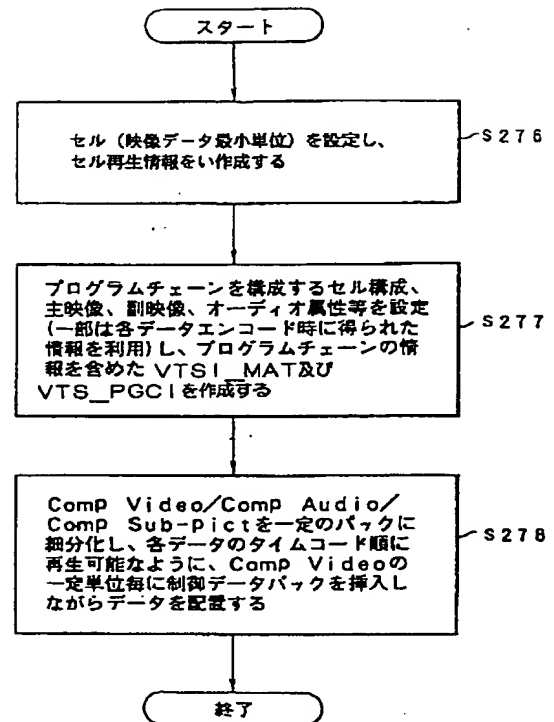 スタート
セル（映像データ最小単位）を設定し、
セル再生情報をい作成する
S276
プログラムチェーンを構成するセル構成、
主映像、副映像、オーディオ属性等を設定
(一部は各データエンコード時に得られた
情報を利用)し、プログラムチェーンの情
報を含めた VTSI_MAT及び
VTS_PGCIを作成する
S277
Comp Video/Comp Audio/
Comp Sub-pictを一定のパックに
細分化し、各データのタイムコード順に
再生可能なように、Comp Videoの
一定単位毎に制御データパックを挿入し
ながらデータを配置する
S278
終了